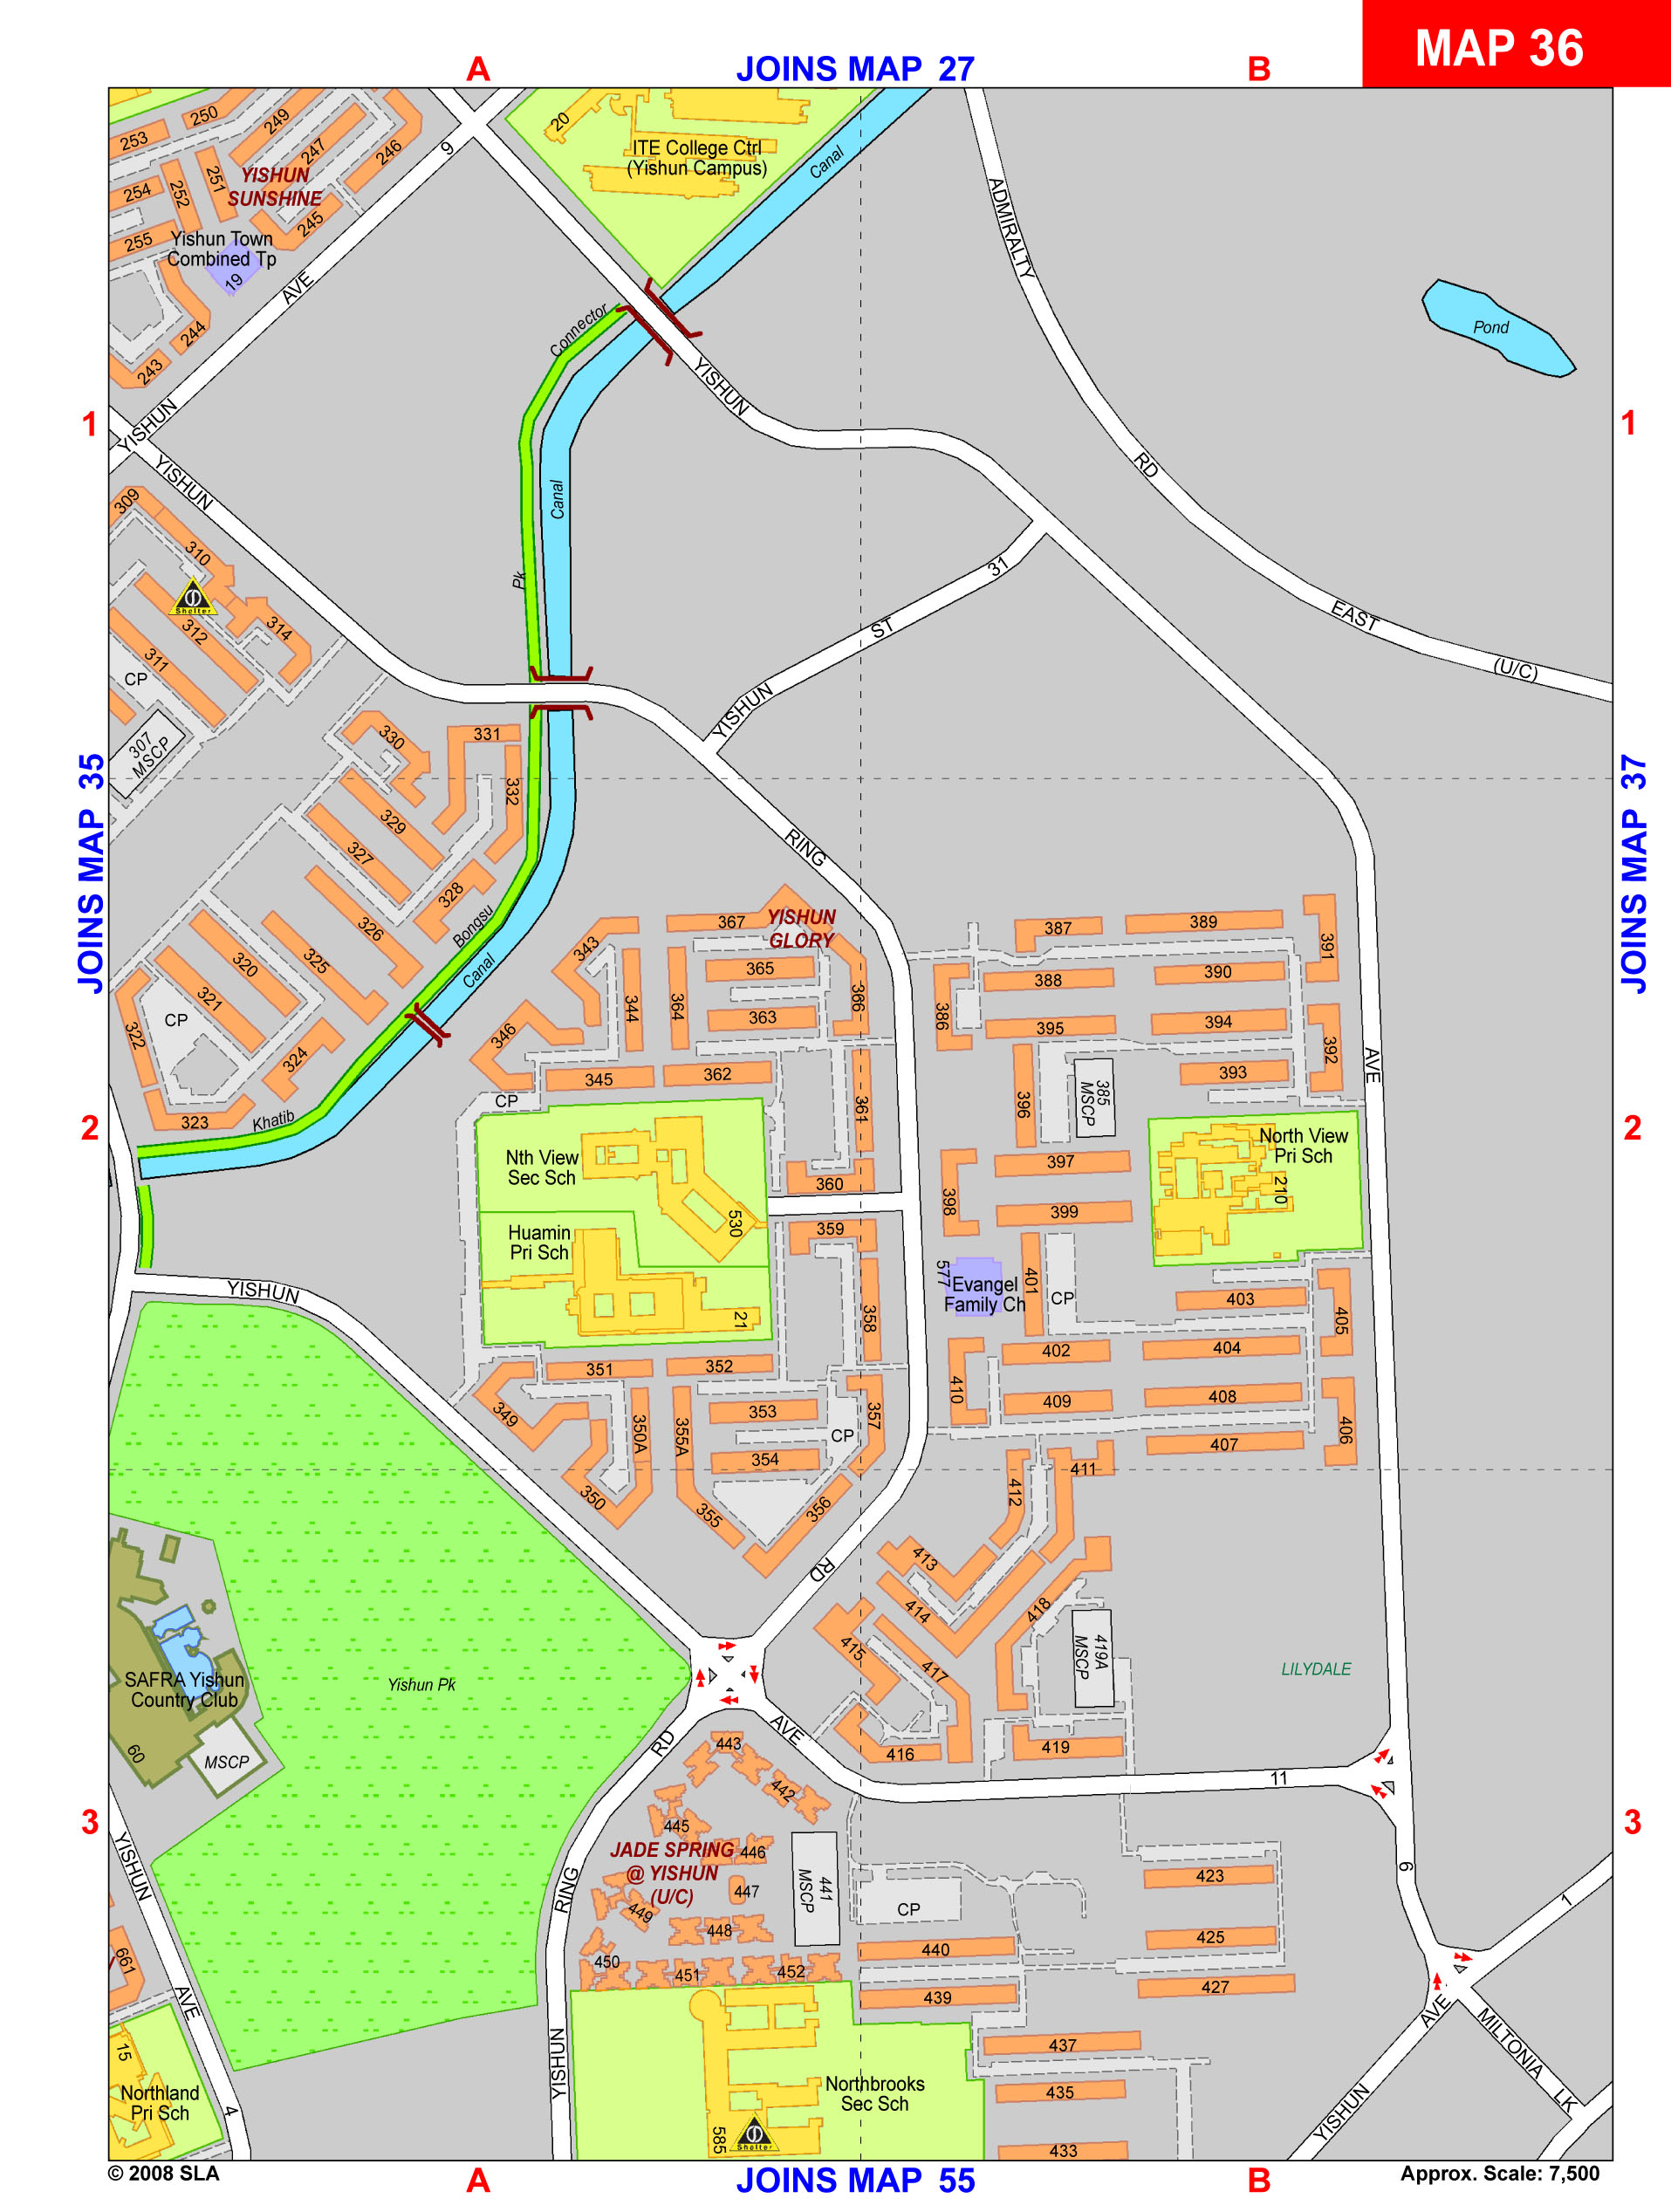 MAP 36
A
JOINS MAP 27
B
20
ITE College Ctrl
(Yishun Campus)
Canal
253
250
249
247
246
9
254
252
251
YISHUN
SUNSHINE
245
255
Yishun Town
Combined Tp
19
AVE
244
243
YISHUN
ADMIRALTY
Pond
Connector
YISHUN
1
1
YISHUN
RD
309
Canal
310
Shelter
312
314
311
CP
307
MSCP
Pk
31
ST
YISHUN
EAST
(U/C)
JOINS MAP 35
JOINS MAP 37
330
331
332
329
327
328
326
325
320
321
322
CP
324
323
Bongsu
Canal
Khatib
RING
367
YISHUN
GLORY
343
365
344
364
363
366
346
345
362
361
CP
387
389
391
388
390
386
395
394
392
393
396
385
MSCP
AVE
2
2
Nth View
Sec Sch
530
Huamin
Pri Sch
21
360
359
397
398
399
North View
Pri Sch
210
YISHUN
577
Evangel
Family Ch
401
CP
403
405
358
402
404
351
352
349
350A
355A
353
357
410
409
408
406
CP
354
407
350
355
356
412
411
RD
413
414
418
415
417
419A
MSCP
LILYDALE
SAFRA Yishun
Country Club
60
MSCP
Yishun Pk
RD
AVE
443
416
419
442
11
3
3
445
JADE SPRING
@ YISHUN
(U/C)
446
447
449
448
450
451
452
441
MSCP
CP
423
425
440
427
439
6
1
YISHUN
RING
661
AVE
AVE
MILTONIA
LK
437
435
433
YISHUN
15
Northland
Pri Sch
4
YISHUN
Northbrooks
Sec Sch
585
Shelter
© 2008 SLA
A
JOINS MAP 55
B
Approx. Scale: 7,500